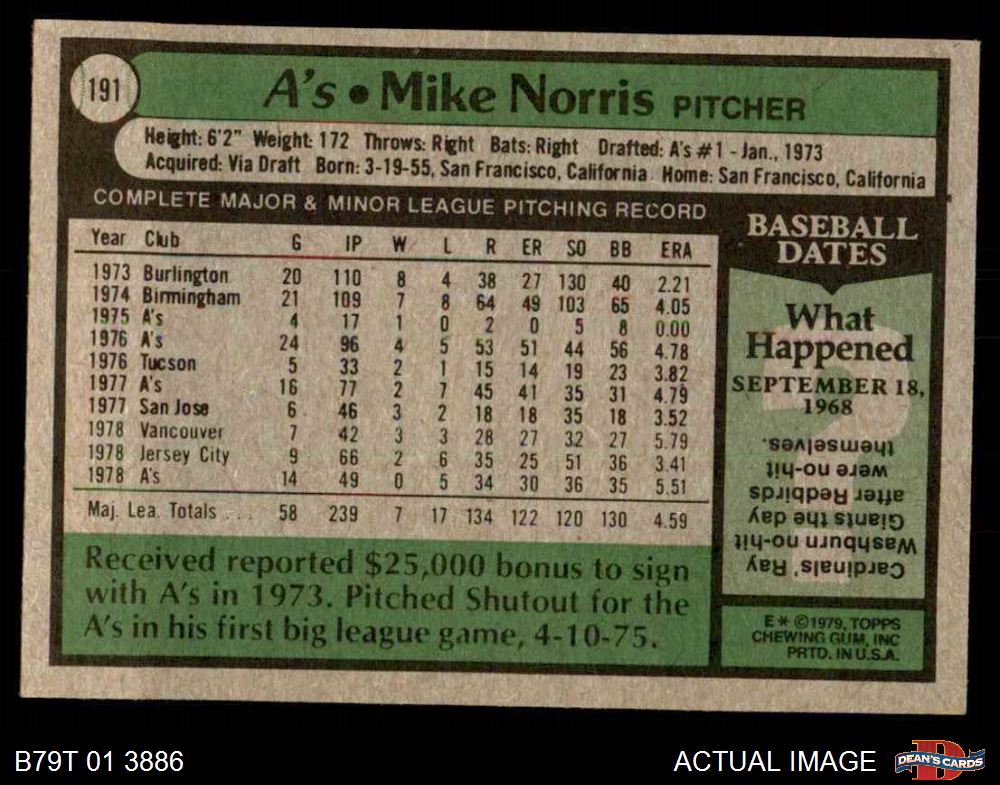 191
A's • Mike Norris PITCHER
Height: 6'2" Weight: 172 Throws: Right Bats: Right Drafted: A's #1 - Jan., 1973
Acquired: Via Draft Born: 3-19-55, San Francisco, California Home: San Francisco, California
COMPLETE MAJOR & MINOR LEAGUE PITCHING RECORD
Year Club G IP W L R ER SO BB ERA
1973 Burlington 20 110 8 4 38 27 130 40 2.21
1974 Birmingham 21 109 7 8 64 49 103 65 4.05
1975 A's 4 17 1 0 2 0 5 8 0.00
1976 A's 24 96 4 5 53 51 44 56 4.78
1976 Tucson 5 33 2 1 15 14 19 23 3.82
1977 A's 16 77 2 7 45 41 35 31 4.79
1977 San Jose 6 46 3 2 18 18 35 18 3.52
1978 Vancouver 7 42 3 3 28 27 32 27 5.79
1978 Jersey City 9 66 2 6 35 25 51 36 3.41
1978 A's 14 49 0 5 34 30 36 35 5.51
Maj. Lea. Totals . . . 58 239 7 17 134 122 120 130 4.59
Received reported $25,000 bonus to sign
with A's in 1973. Pitched Shutout for the
A's in his first big league game, 4-10-75.
BASEBALL
DATES
What
Happened
SEPTEMBER 18,
1968
Cardinals' Ray
Washburn no-hit
Giants the day
after Redbirds
were no-hit
themselves.
E* ©1979, TOPPS
CHEWING GUM, INC
PRTD. IN U.S.A.
B79T 01 3886
ACTUAL IMAGE
DEAN'S CARDS